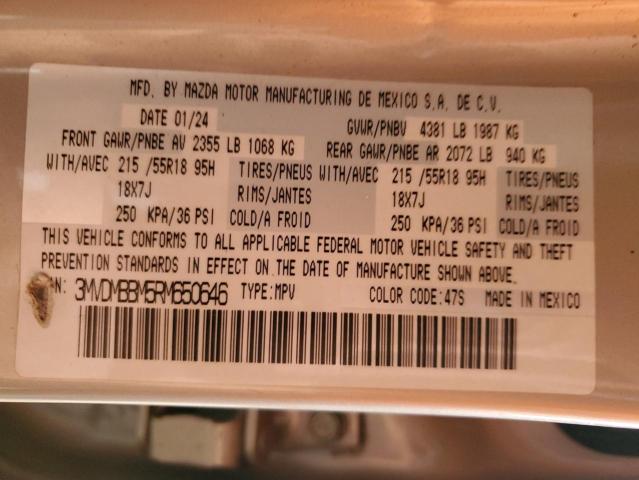 MFD. BY MAZDA MOTOR MANUFACTURING DE MEXICO S.A. DE C.V.
DATE 01/24 GVWR/PNBV 4381 LB 1987 KG
FRONT GAWR/PNBE AV 2355 LB 1068 KG REAR GAWR/PNBE AR 2072 LB 940 KG
WITH/AVEC 215 /55R18 95H TIRES/PNEUS WITH/AVEC 215 /55R18 95H TIRES/PNEUS
18X7J RIMS/JANTES 18X7J RIMS/JANTES
250 KPA/36 PSI COLD/A FROID 250 KPA/36 PSI COLD/A FROID
THIS VEHICLE CONFORMS TO ALL APPLICABLE FEDERAL MOTOR VEHICLE SAFETY AND THEFT
PREVENTION STANDARDS IN EFFECT ON THE DATE OF MANUFACTURE SHOWN ABOVE.
3MVDMBBM5RM650646 TYPE:MPV COLOR CODE:47S MADE IN MEXICO